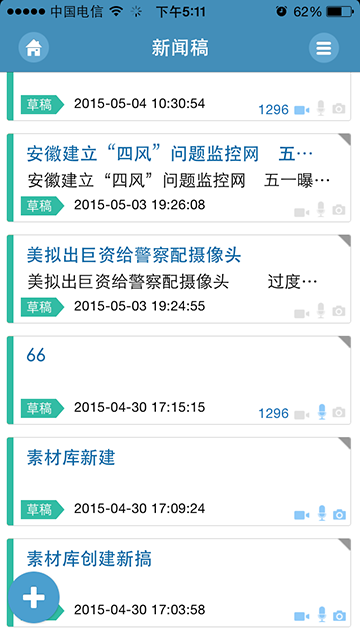 中国电信 下午5:11 62%
新闻稿
草稿 2015-05-04 10:30:54 1296
安徽建立“四风”问题监控网 五…
安徽建立“四风”问题监控网 五一曝…
草稿 2015-05-03 19:26:08
美拟出巨资给警察配摄像头
美拟出巨资给警察配摄像头 过度…
草稿 2015-05-03 19:24:55
66
草稿 2015-04-30 17:15:15 1296
素材库新建
草稿 2015-04-30 17:09:24
素材库创建新搞
2015-04-30 17:03:58